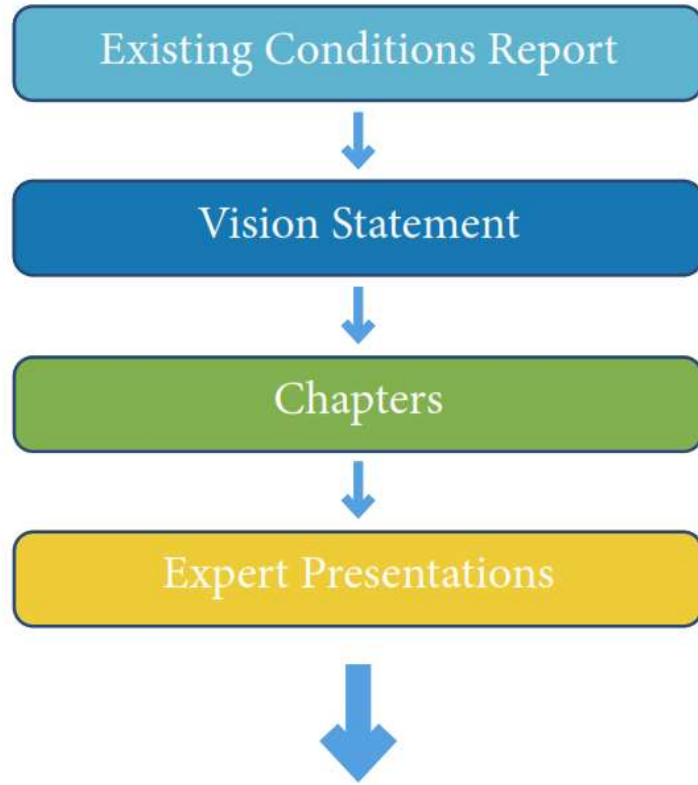 Existing Conditions Report
Vision Statement
Chapters
Expert Presentations